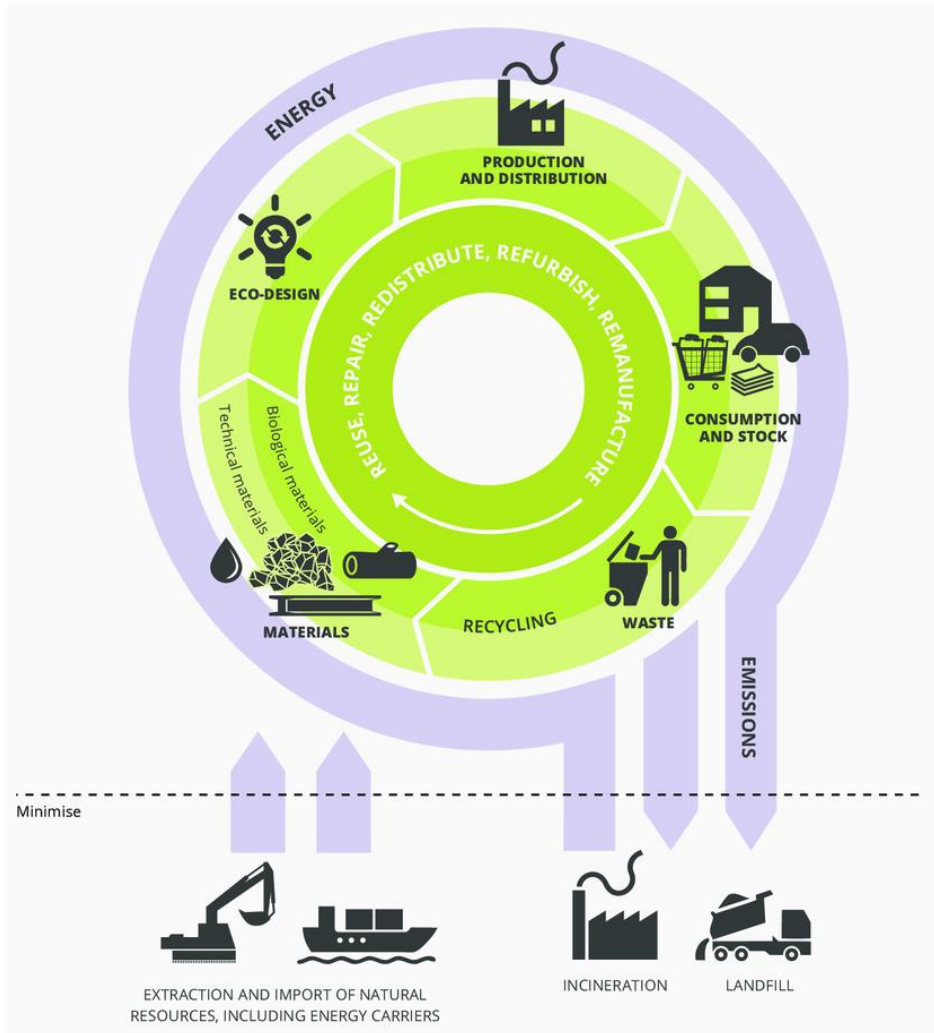 ENERGY
PRODUCTION
AND DISTRIBUTION
ECO-DESIGN
REUSE, REPAIR, REDISTRIBUTE, REFURBISH, REMANUFACTURE
CONSUMPTION
AND STOCK
Technical materials
Biological materials
MATERIALS
RECYCLING
WASTE
EMISSIONS
Minimise
EXTRACTION AND IMPORT OF NATURAL
RESOURCES, INCLUDING ENERGY CARRIERS
INCINERATION
LANDFILL